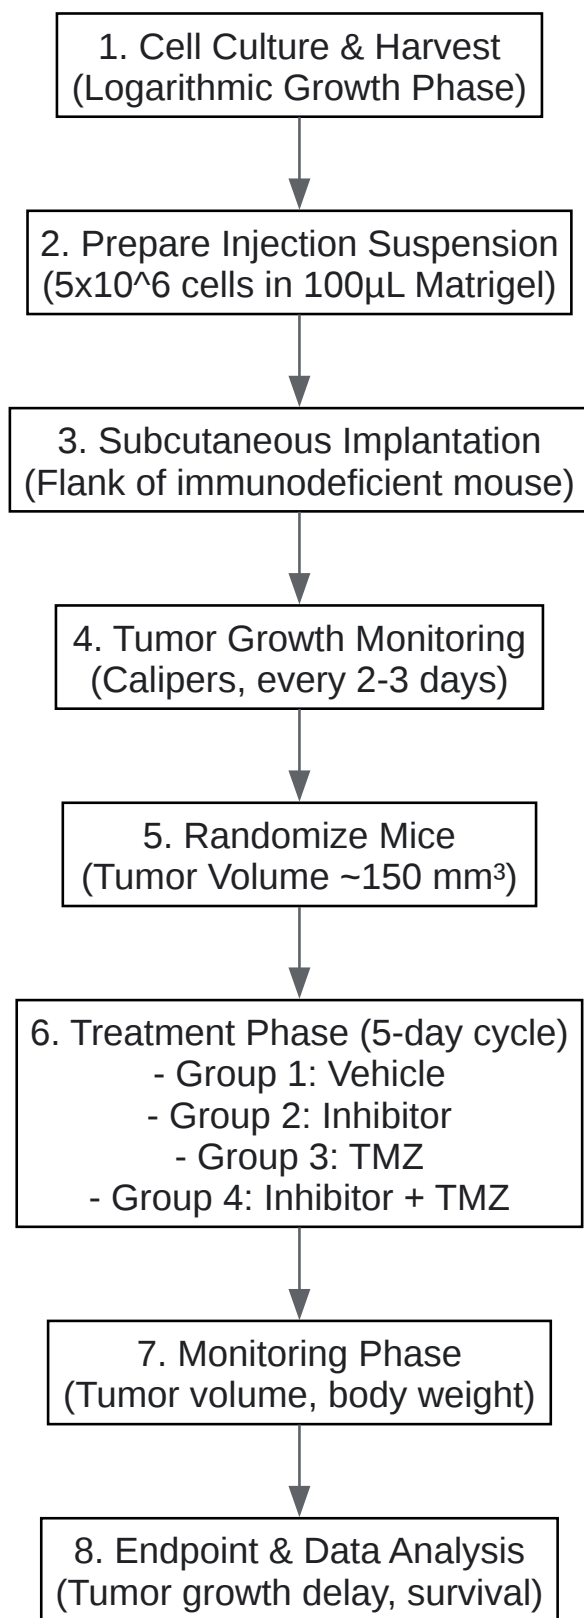 1. Cell Culture & Harvest
(Logarithmic Growth Phase)
2. Prepare Injection Suspension
(5x10^6 cells in 100µL Matrigel)
3. Subcutaneous Implantation
(Flank of immunodeficient mouse)
4. Tumor Growth Monitoring
(Calipers, every 2-3 days)
5. Randomize Mice
(Tumor Volume ~150 mm³)
6. Treatment Phase (5-day cycle)
- Group 1: Vehicle
- Group 2: Inhibitor
- Group 3: TMZ
- Group 4: Inhibitor + TMZ
7. Monitoring Phase
(Tumor volume, body weight)
8. Endpoint & Data Analysis
(Tumor growth delay, survival)